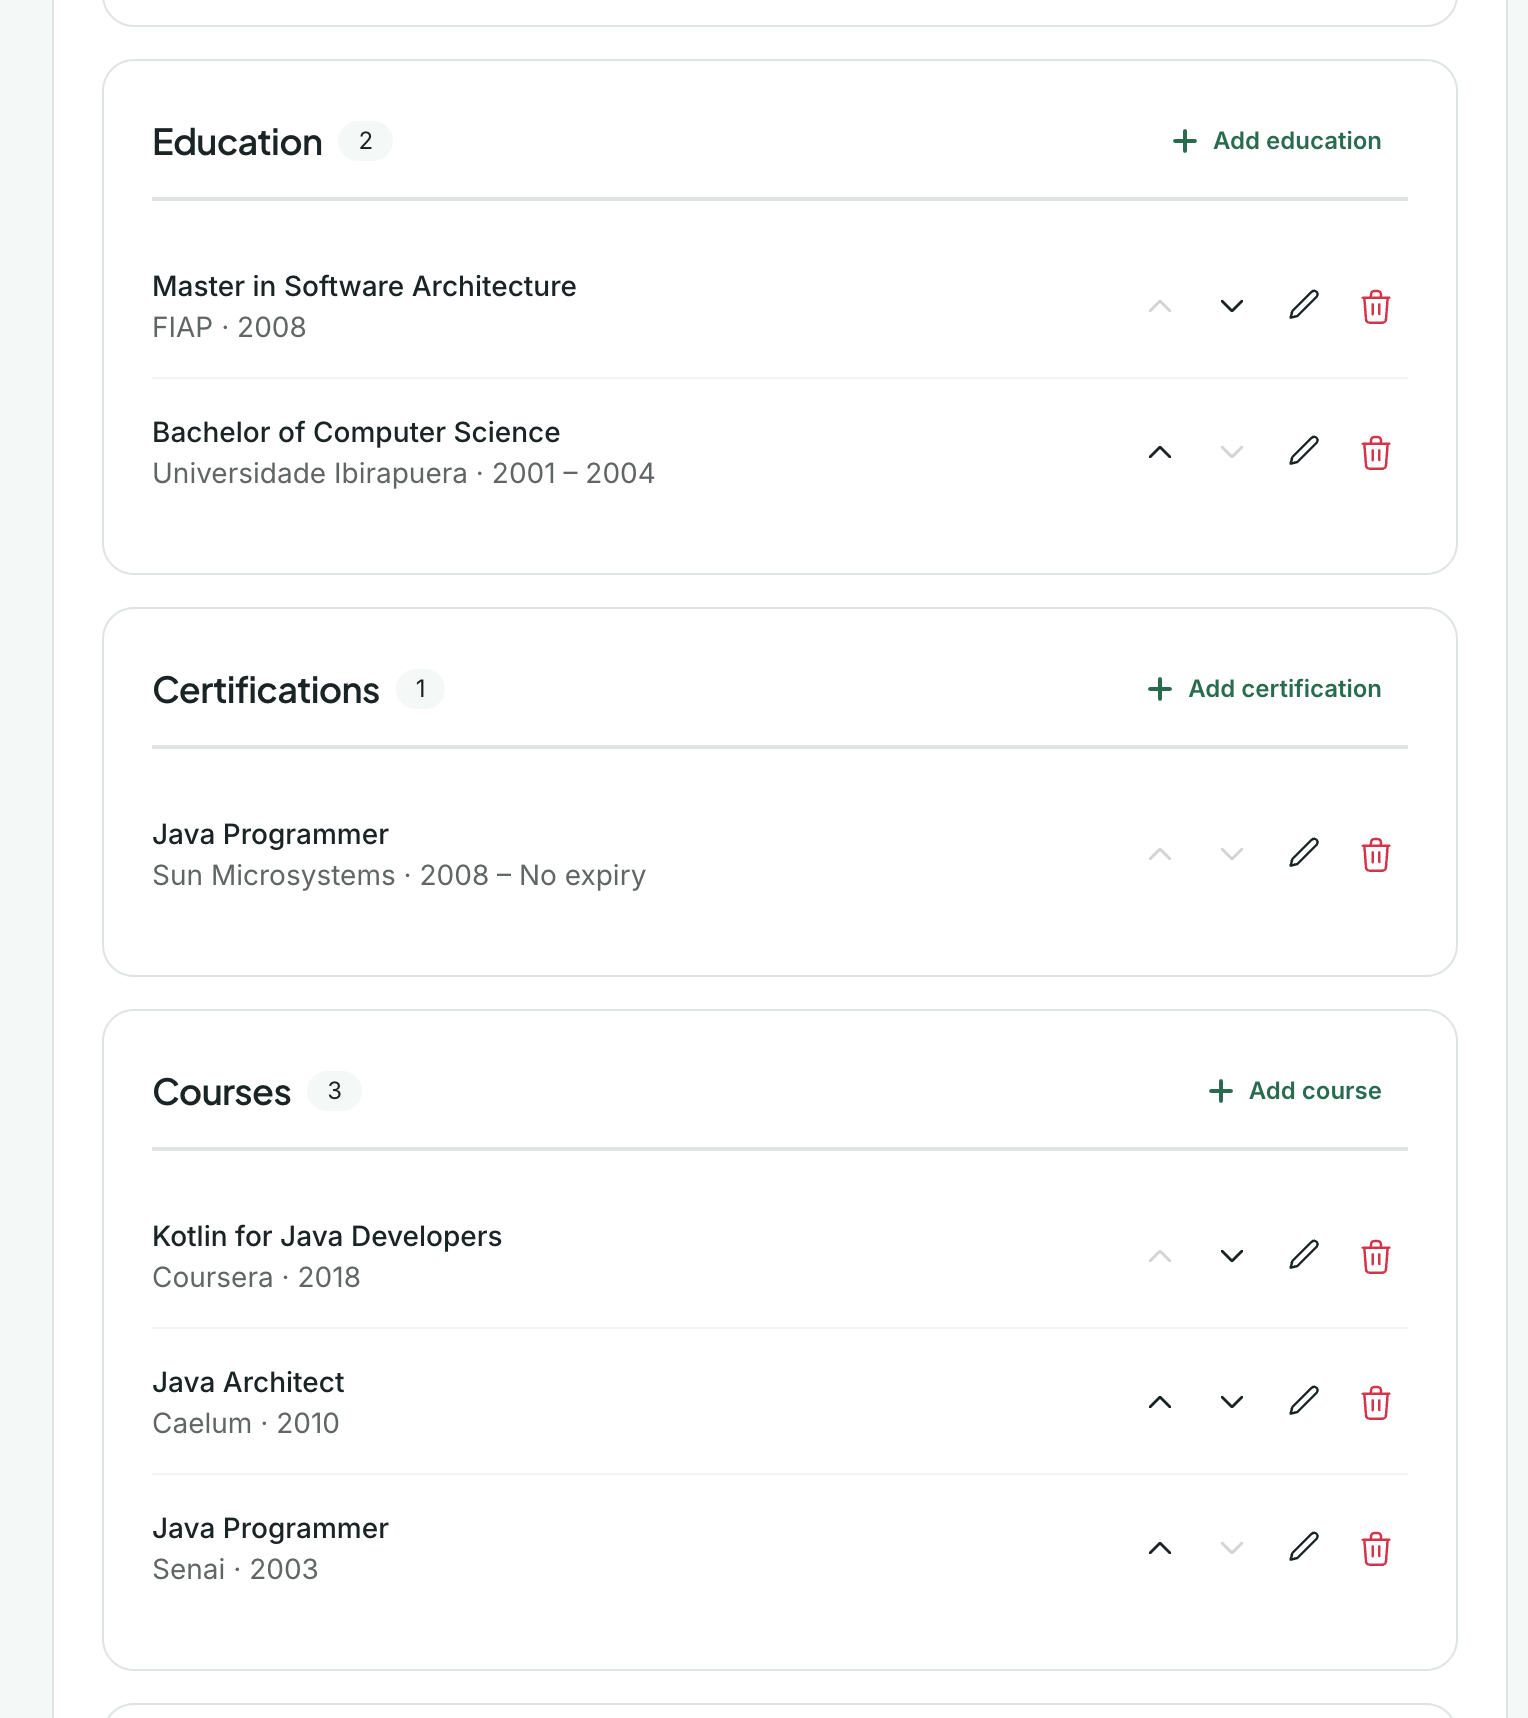 Education 2 Add education
Master in Software Architecture
FIAP · 2008
Bachelor of Computer Science
Universidade Ibirapuera · 2001 – 2004
Certifications 1 Add certification
Java Programmer
Sun Microsystems · 2008 – No expiry
Courses 3 Add course
Kotlin for Java Developers
Coursera · 2018
Java Architect
Caelum · 2010
Java Programmer
Senai · 2003